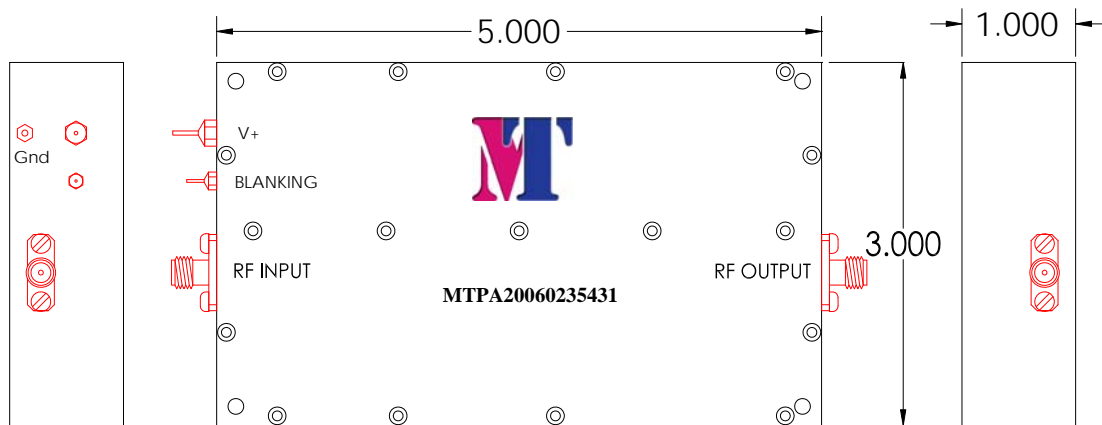 5.000
1.000
Gnd
V+
MT
BLANKING
3.000
RF INPUT
RF OUTPUT
MTPA20060235431